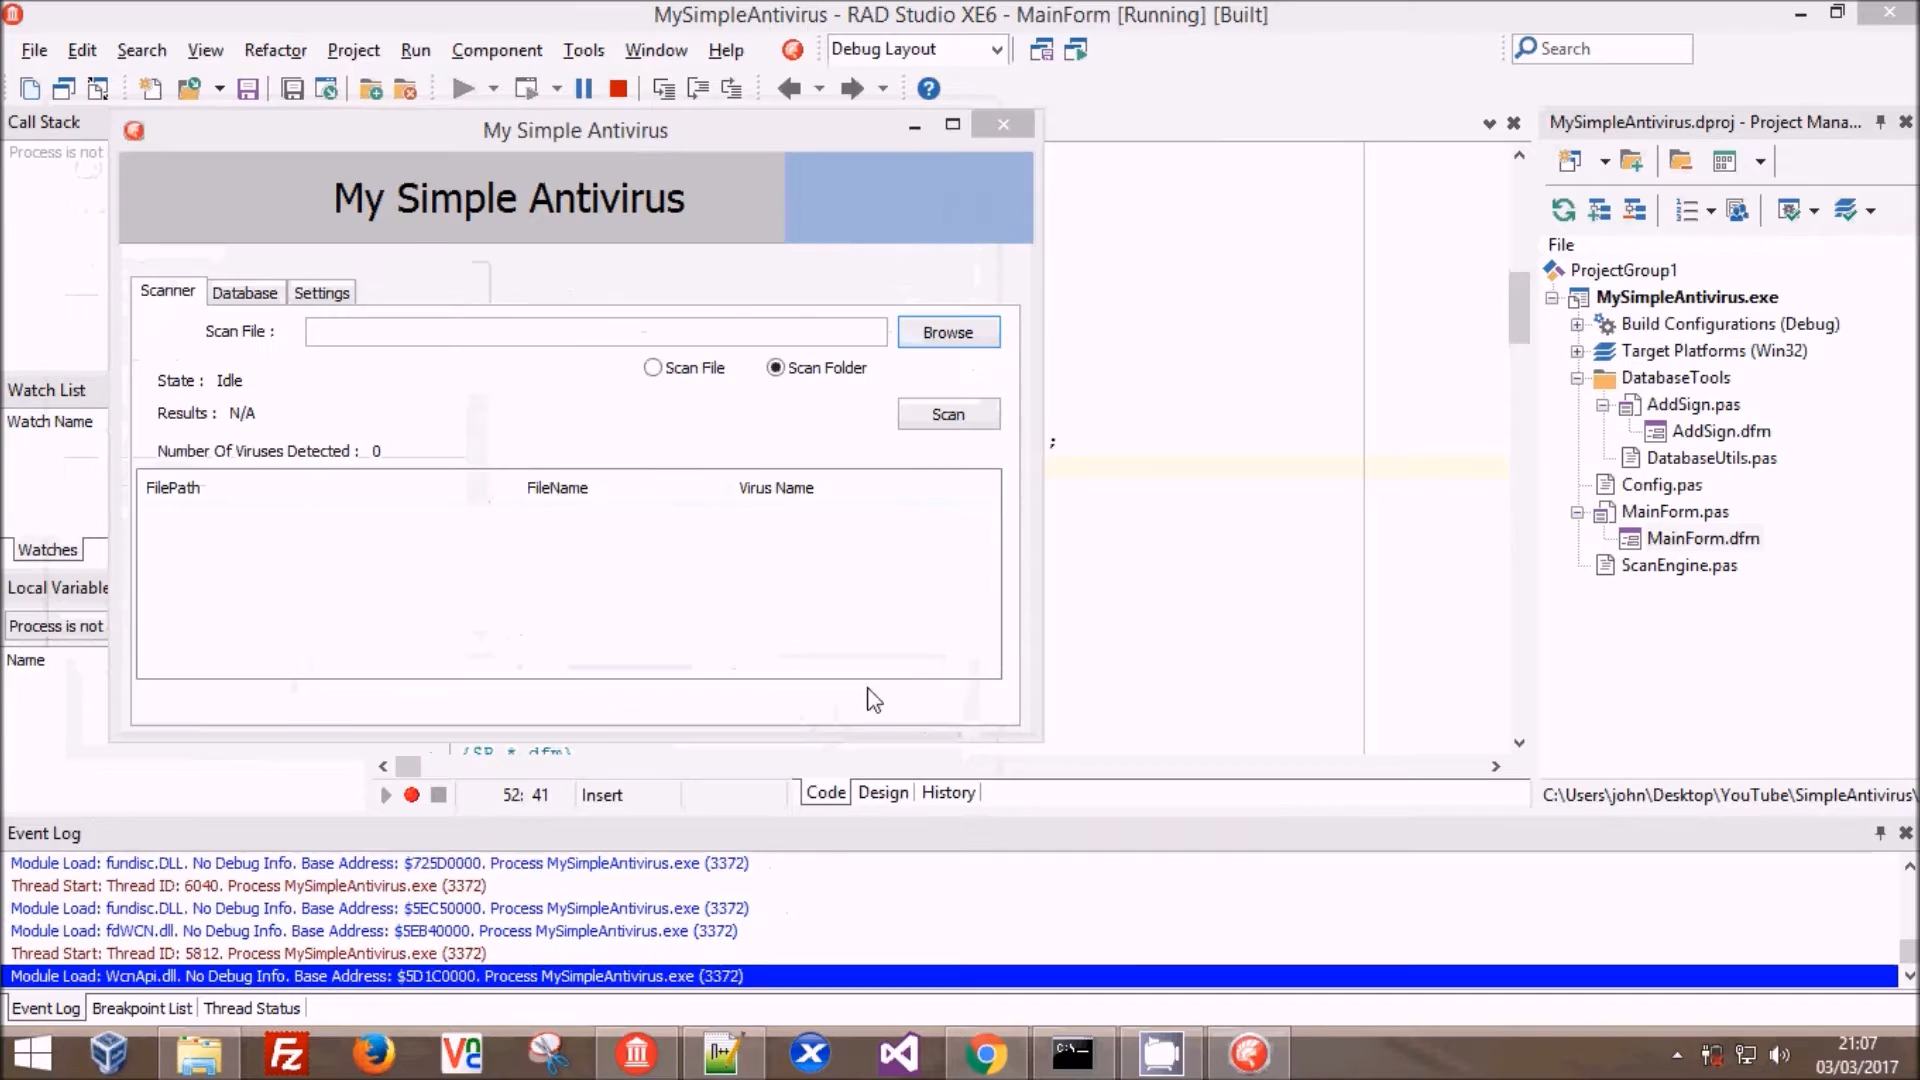 MySimpleAntivirus - RAD Studio XE6 - MainForm [Running] [Built]
File Edit Search View Refactor Project Run Component Tools Window Help
Debug Layout
Search
Call Stack
Process is not
My Simple Antivirus
My Simple Antivirus
Scanner Database Settings
Scan File :
Browse
Scan File
Scan Folder
State : Idle
Results : N/A
Scan
Number Of Viruses Detected : 0
FilePath FileName Virus Name
;
Watch List
Watch Name
Watches
Local Variable
Process is not
Name
52: 41
Insert
Code Design History
MySimpleAntivirus.dproj - Project Mana...
File
ProjectGroup1
MySimpleAntivirus.exe
Build Configurations (Debug)
Target Platforms (Win32)
DatabaseTools
AddSign.pas
AddSign.dfm
DatabaseUtils.pas
Config.pas
MainForm.pas
MainForm.dfm
ScanEngine.pas
C:\Users\john\Desktop\YouTube\SimpleAntivirus\
Event Log
Module Load: fundisc.DLL. No Debug Info. Base Address: $725D0000. Process MySimpleAntivirus.exe (3372)
Thread Start: Thread ID: 6040. Process MySimpleAntivirus.exe (3372)
Module Load: fundisc.DLL. No Debug Info. Base Address: $5EC50000. Process MySimpleAntivirus.exe (3372)
Module Load: fdWCN.dll. No Debug Info. Base Address: $5EB40000. Process MySimpleAntivirus.exe (3372)
Thread Start: Thread ID: 5812. Process MySimpleAntivirus.exe (3372)
Module Load: WcnApi.dll. No Debug Info. Base Address: $5D1C0000. Process MySimpleAntivirus.exe (3372)
Event Log Breakpoint List Thread Status
21:07
03/03/2017